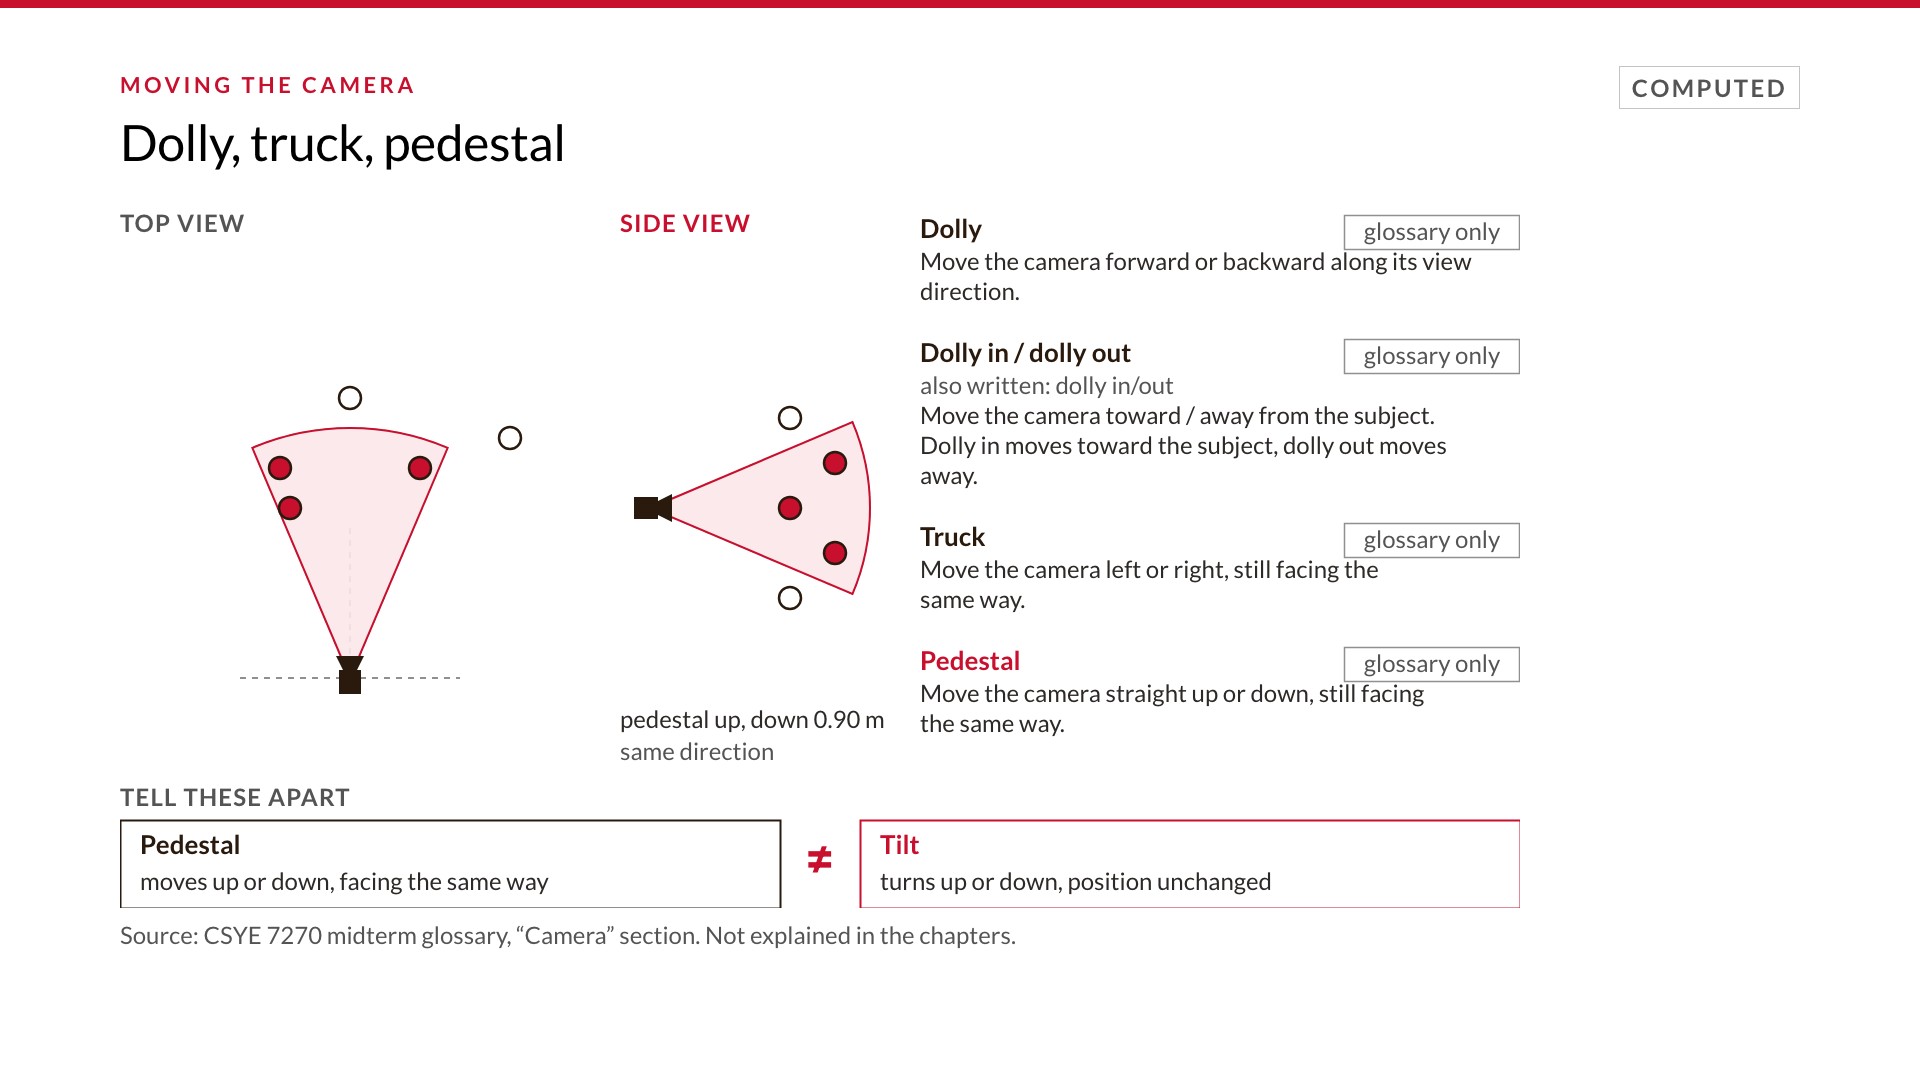 MOVING THE CAMERA
COMPUTED
Dolly, truck, pedestal
TOP VIEW
SIDE VIEW
Dolly
glossary only
Move the camera forward or backward along its view
direction.
Dolly in / dolly out
glossary only
also written: dolly in/out
Move the camera toward / away from the subject.
Dolly in moves toward the subject, dolly out moves
away.
Truck
glossary only
Move the camera left or right, still facing the
same way.
Pedestal
glossary only
Move the camera straight up or down, still facing
the same way.
pedestal up, down 0.90 m
same direction
TELL THESE APART
Pedestal
moves up or down, facing the same way
≠
Tilt
turns up or down, position unchanged
Source: CSYE 7270 midterm glossary, “Camera” section. Not explained in the chapters.